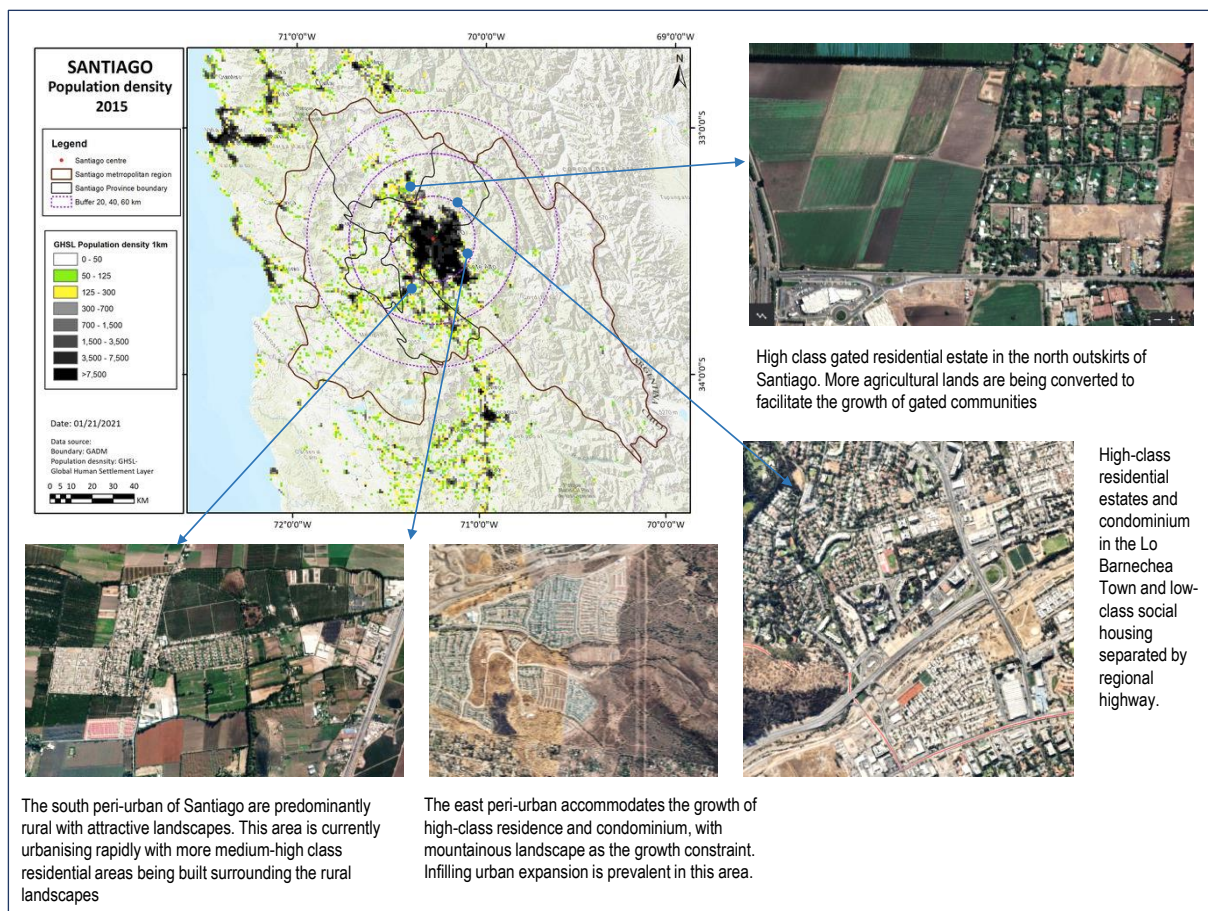 SANTIAGO
Population density
2015
Legend
Santiago centre
Santiago metropolitan region
Santiago Province boundary
Buffer 20, 40, 60 km
GHSL Population density 1km
0 - 50
50 - 125
125 - 300
300 -700
700 - 1,500
1,500 - 3,500
3,500 - 7,500
>7,500
Date: 01/21/2021
Data source:
Boundary: GADM
Population desnsity: GHSL-
Global Human Settlement Layer
0 5 10 20 30 40
KM
71°0'0"W 70°0'0"W 69°0'0"W
N
33°0'0"S
34°0'0"S
ARGENTINA
72°0'0"W 71°0'0"W 70°0'0"W
High class gated residential estate in the north outskirts of
Santiago. More agricultural lands are being converted to
facilitate the growth of gated communities
High-class
residential
estates and
condominium
in the Lo
Barnechea
Town and low-
class social
housing
separated by
regional
highway.
The south peri-urban of Santiago are predominantly
rural with attractive landscapes. This area is currently
urbanising rapidly with more medium-high class
residential areas being built surrounding the rural
landscapes
The east peri-urban accommodates the growth of
high-class residence and condominium, with
mountainous landscape as the growth constraint.
Infilling urban expansion is prevalent in this area.